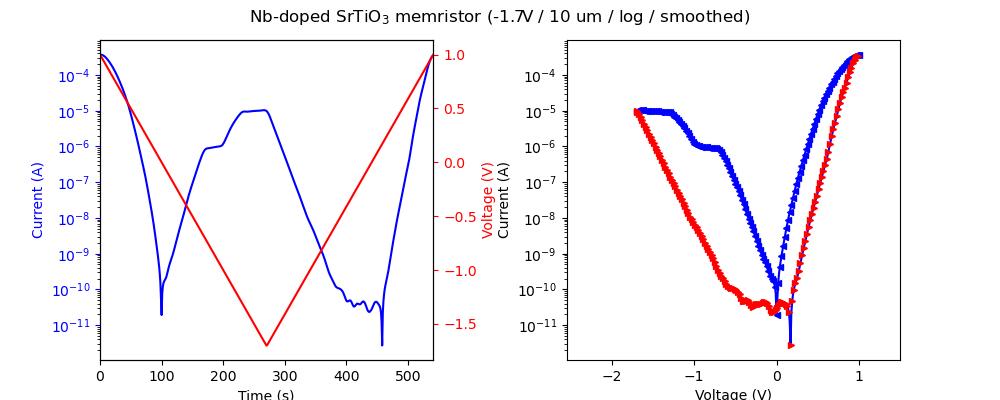 Nb-doped SrTiO₃ memristor (-1.7V / 10 um / log / smoothed)
Current (A)
10⁻⁴
10⁻⁵
10⁻⁶
10⁻⁷
10⁻⁸
10⁻⁹
10⁻¹⁰
10⁻¹¹
0 100 200 300 400 500
Time (s)
1.0
0.5
0.0
−0.5
−1.0
−1.5
Voltage (V)
Current (A)
10⁻⁴
10⁻⁵
10⁻⁶
10⁻⁷
10⁻⁸
10⁻⁹
10⁻¹⁰
10⁻¹¹
−2 −1 0 1
Voltage (V)